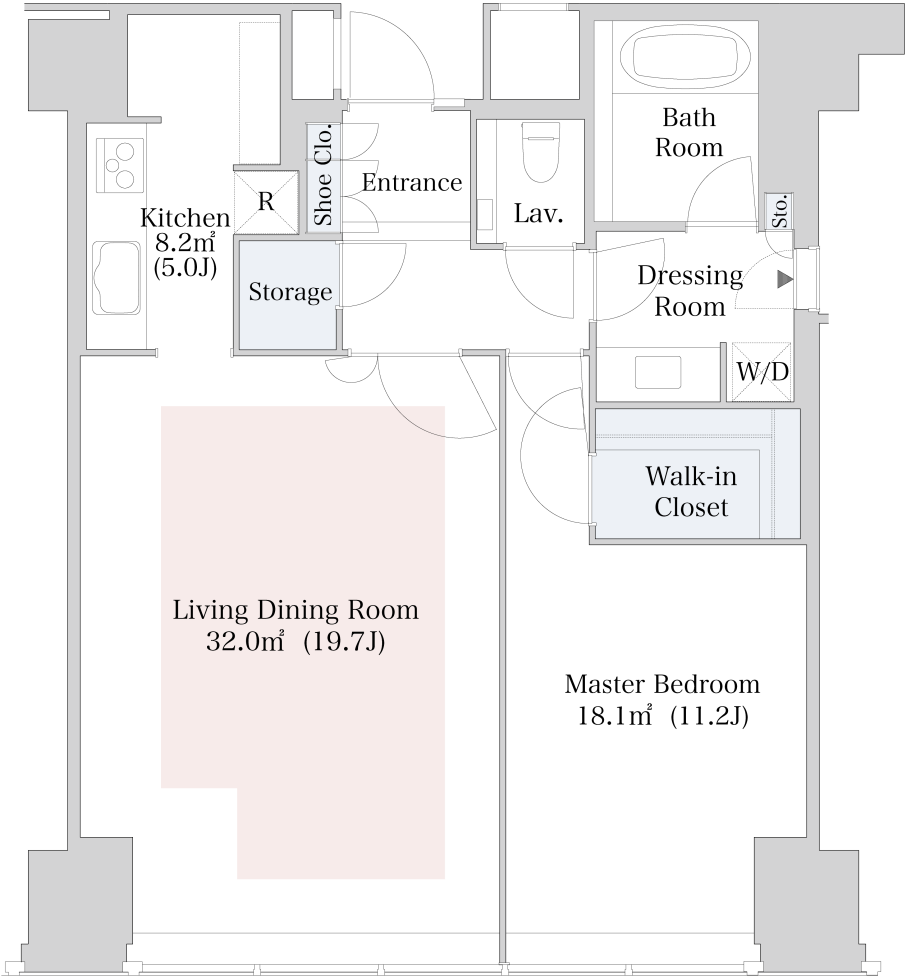 Bath
Room
Shoe Clo.
Entrance
Lav.
Sto.
R
Kitchen
8.2㎡
(5.0J)
Storage
Dressing
Room
W/D
Walk-in
Closet
Living Dining Room
32.0㎡ (19.7J)
Master Bedroom
18.1㎡ (11.2J)